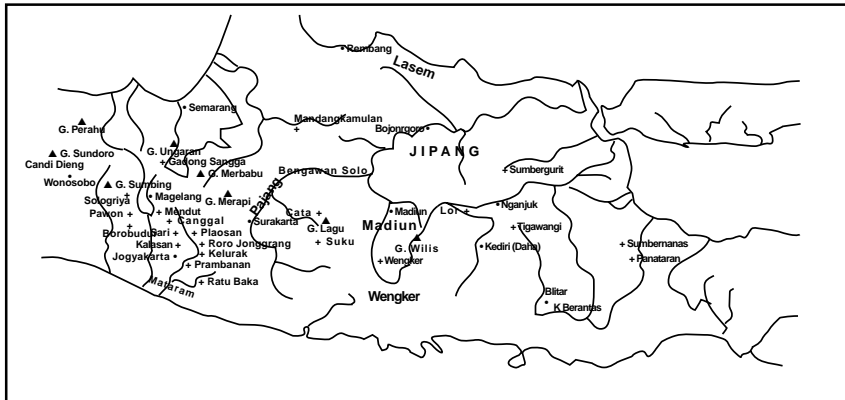 Rembang
Lasem
Semarang
Mandang Kamulan
Bojonrgoro
G. Perahu
G. Ungaran
JIPANG
G. Sundoro
Gadong Sangga
Candi Dieng
G. Merbabu
Bengawan Solo
Sumbergurit
Wonosobo
G. Sumbing
Sologriya
Magelang
G. Merapi
Pajang
Pawon
Mendut
Canggal
Cata
Madiun
Lor
Nganjuk
Borobudur
Sari
Plaosan
Surakarta
G. Lagu
Madiun
Tigawangi
Kalasan
Roro Jonggrang
Suku
G. Wilis
Kediri (Daha)
Sumbernanas
Jogyakarta
Kelurak
Wengker
Panataran
Prambanan
Mataram
Ratu Baka
Wengker
Blitar
K Berantas